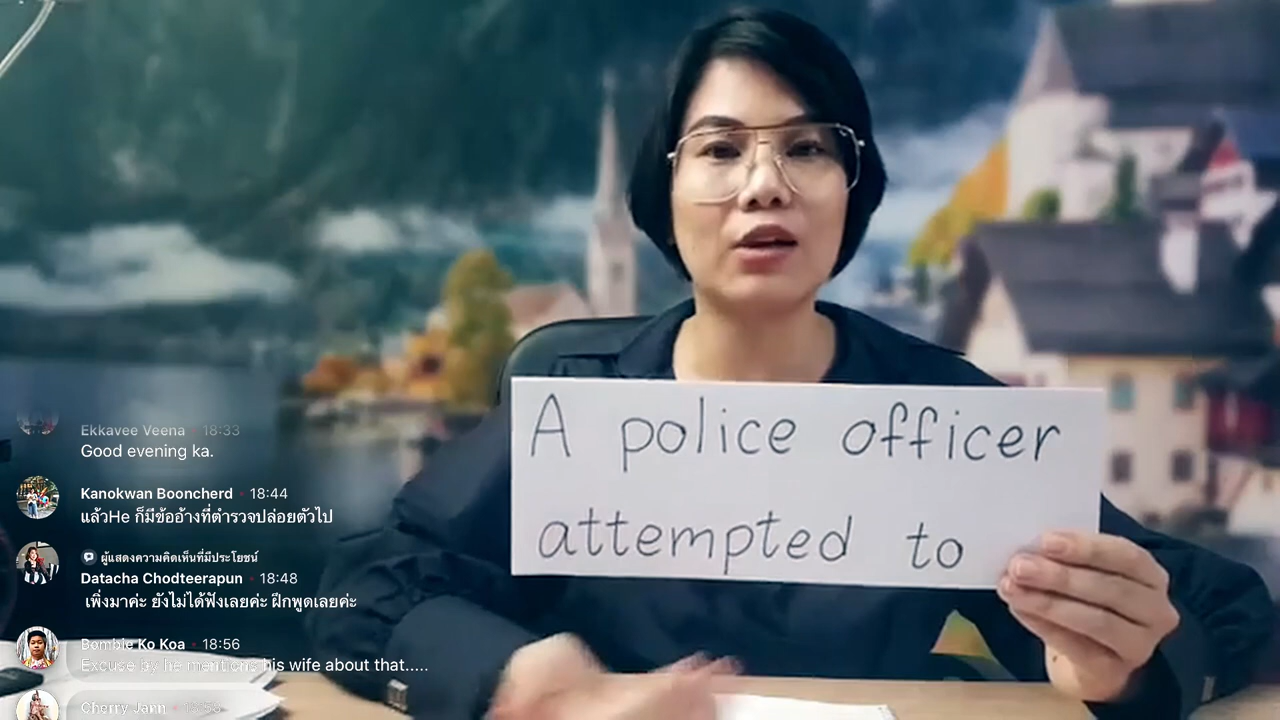 A police officer
attempted to
Ekkavee Veena • 18:33
Good evening ka.
Kanokwan Booncherd • 18:44
แล้วHe ก็มีข้ออ้างที่ตำรวจปล่อยตัวไป
ผู้แสดงความคิดเห็นที่มีประโยชน์
Datacha Chodteerapun • 18:48
เพิ่งมาค่ะ ยังไม่ได้ฟังเลยค่ะ ฝึกพูดเลยค่ะ
Bombie Ko Koa • 18:56
Excuse by he mentions his wife about that.....
Cherry Jann